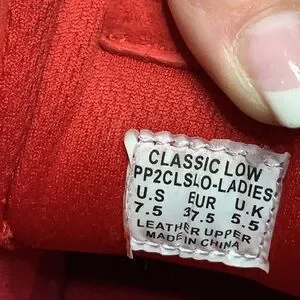 CLASSIC LOW
PP2CLSLO-LADIES
U.S EUR U.K
7.5 37.5 5.5
LEATHER UPPER
MADE IN CHINA